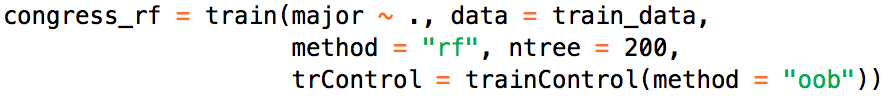 congress_rf = train(major ~ ., data = train_data,
                    method = "rf", ntree = 200,
                    trControl = trainControl(method = "oob"))